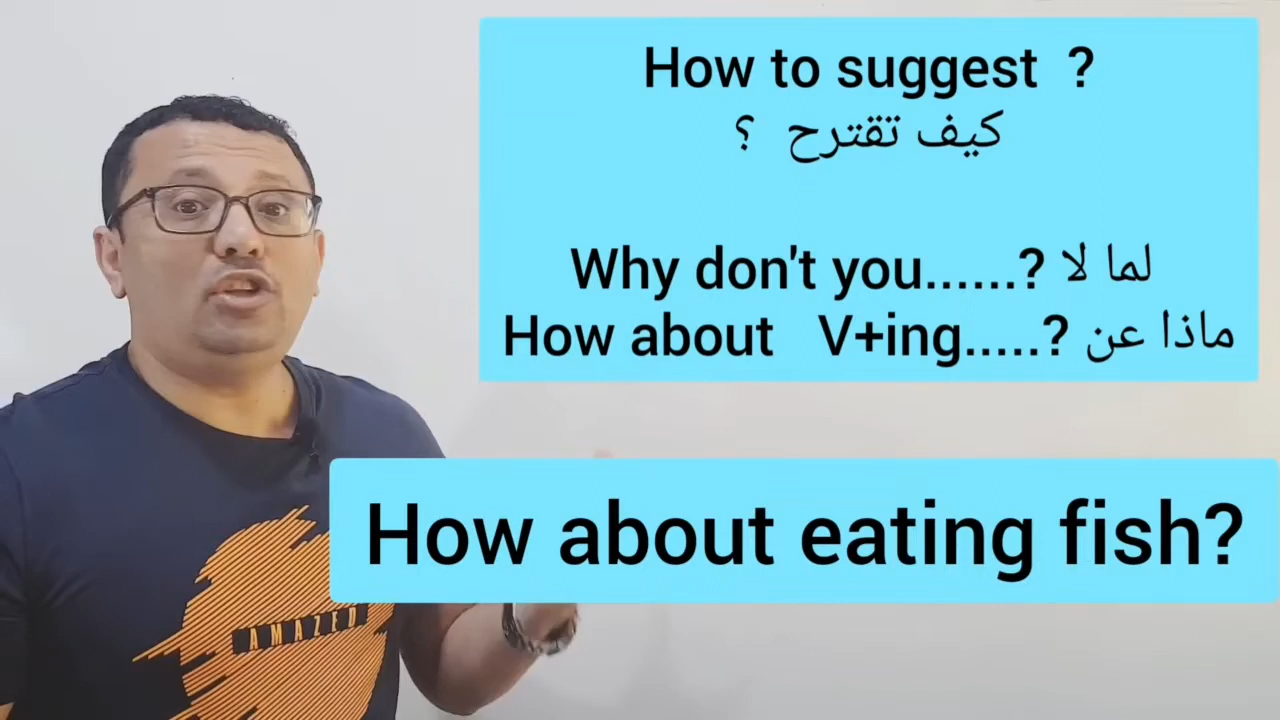 How to suggest ?
كيف تقترح ؟
Why don't you......? لما لا
How about V+ing.....? ماذا عن
How about eating fish?
AMAZED